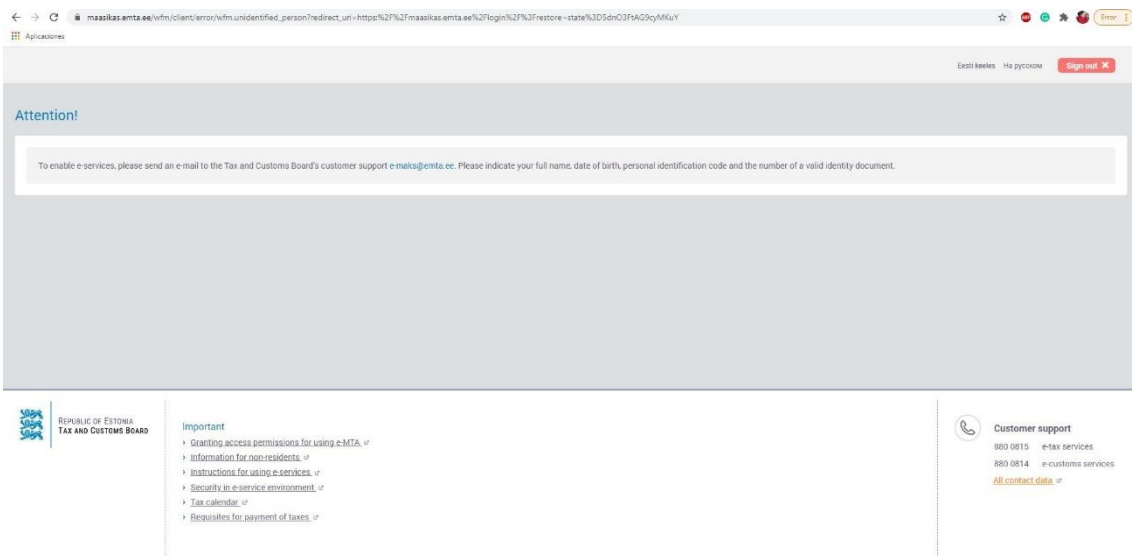 maasikas.emta.ee/wfm/client/error/wfm.unidentified_person?redirect_uri=https:%2F%2Fmaasikas.emta.ee%2Flogin%2F%3Frestore-state%3D5dnO3FtAG9cyMKuY
Error
Aplicaciones
Eesti keeles На русском Sign out
Attention!
To enable e-services, please send an e-mail to the Tax and Customs Board's customer support e-maks@emta.ee. Please indicate your full name, date of birth, personal identification code and the number of a valid identity document.
REPUBLIC OF ESTONIA
TAX AND CUSTOMS BOARD
Important
Granting access permissions for using e-MTA
Information for non-residents
Instructions for using e-services
Security in e-service environment
Tax calendar
Requisites for payment of taxes
Customer support
880 0815 e-tax services
880 0814 e-customs services
All contact data